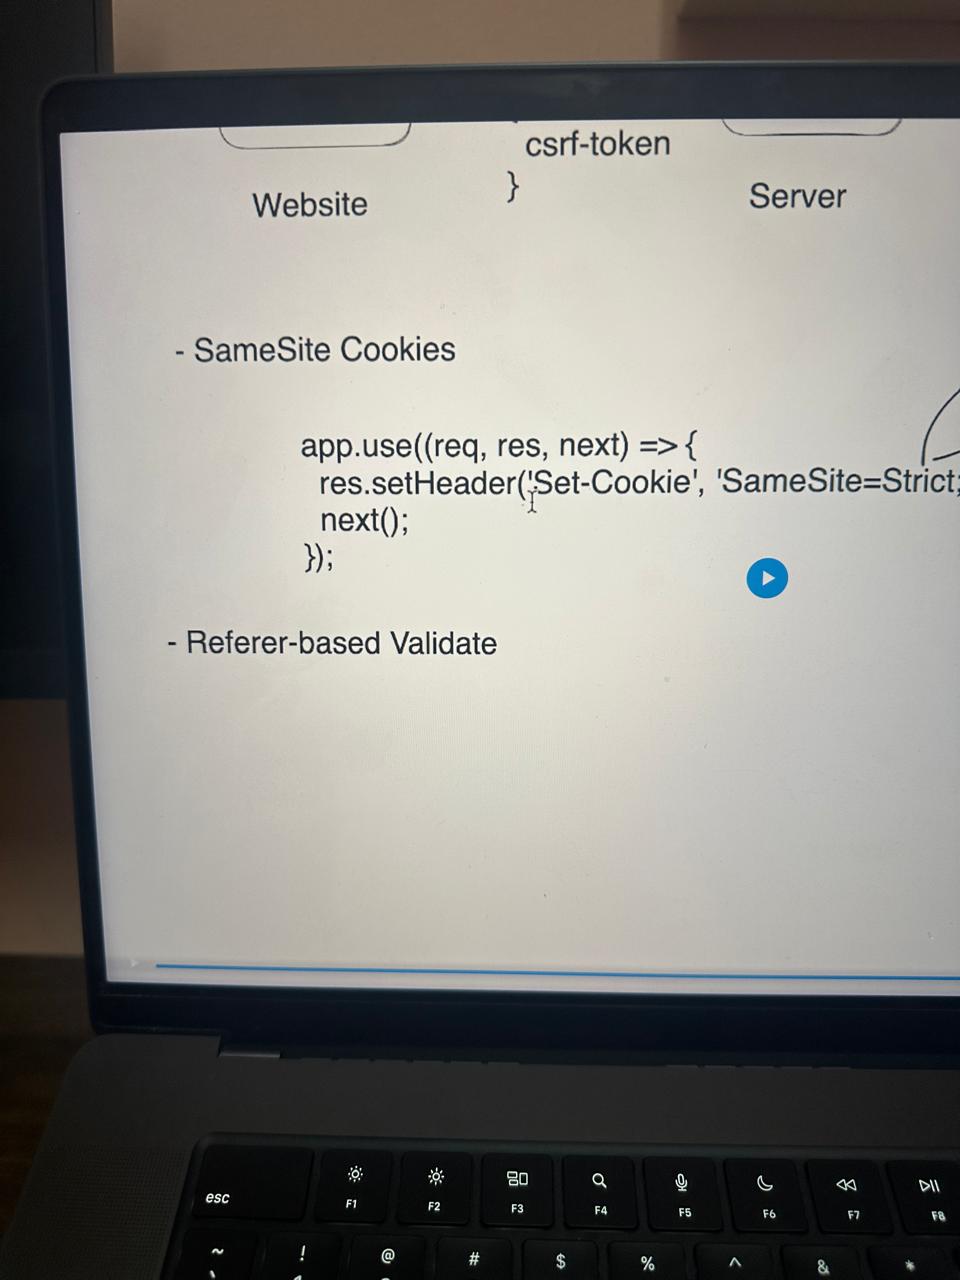 csrf-token
}
Website
Server
- SameSite Cookies
app.use((req, res, next) => {
res.setHeader('Set-Cookie', 'SameSite=Strict;
next();
});
- Referer-based Validate
esc
F1
F2
F3
F4
F5
F6
F7
F8
~
!
@
#
$
%
^
&
*